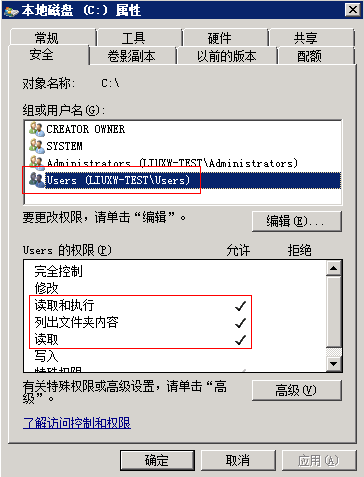 本地磁盘 (C:) 属性
常规 工具 硬件 共享
安全 卷影副本 以前的版本 配额
对象名称: C:\
组或用户名(G):
CREATOR OWNER
SYSTEM
Administrators (LIUXW-TEST\Administrators)
Users (LIUXW-TEST\Users)
要更改权限，请单击“编辑”。
编辑(E)...
Users 的权限(P) 允许 拒绝
完全控制
修改
读取和执行
列出文件夹内容
读取
写入
特殊权限
有关特殊权限或高级设置，请单击“高
级”。
高级(V)
了解访问控制和权限
确定 取消 应用(A)